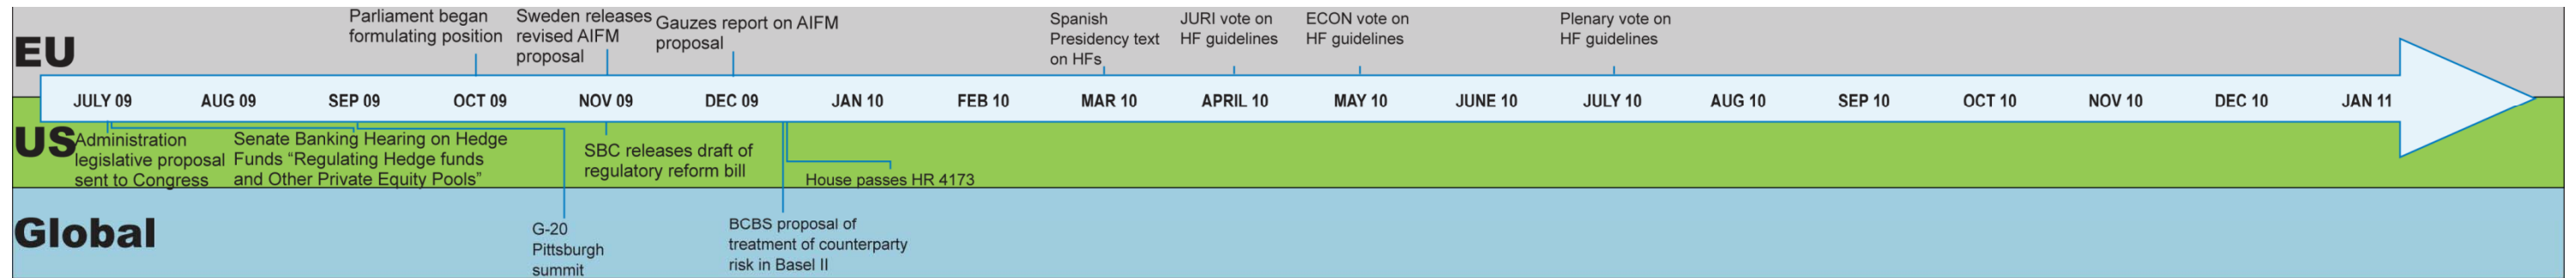 EU
Parliament began
formulating position
Sweden releases
revised AIFM
proposal
Gauzes report on AIFM
proposal
Spanish
Presidency text
on HFs
JURI vote on
HF guidelines
ECON vote on
HF guidelines
Plenary vote on
HF guidelines
JULY 09 AUG 09 SEP 09 OCT 09 NOV 09 DEC 09 JAN 10 FEB 10 MAR 10 APRIL 10 MAY 10 JUNE 10 JULY 10 AUG 10 SEP 10 OCT 10 NOV 10 DEC 10 JAN 11
US
Administration
legislative proposal
sent to Congress
Senate Banking Hearing on Hedge
Funds “Regulating Hedge funds
and Other Private Equity Pools”
SBC releases draft of
regulatory reform bill
House passes HR 4173
Global
G-20
Pittsburgh
summit
BCBS proposal of
treatment of counterparty
risk in Basel II